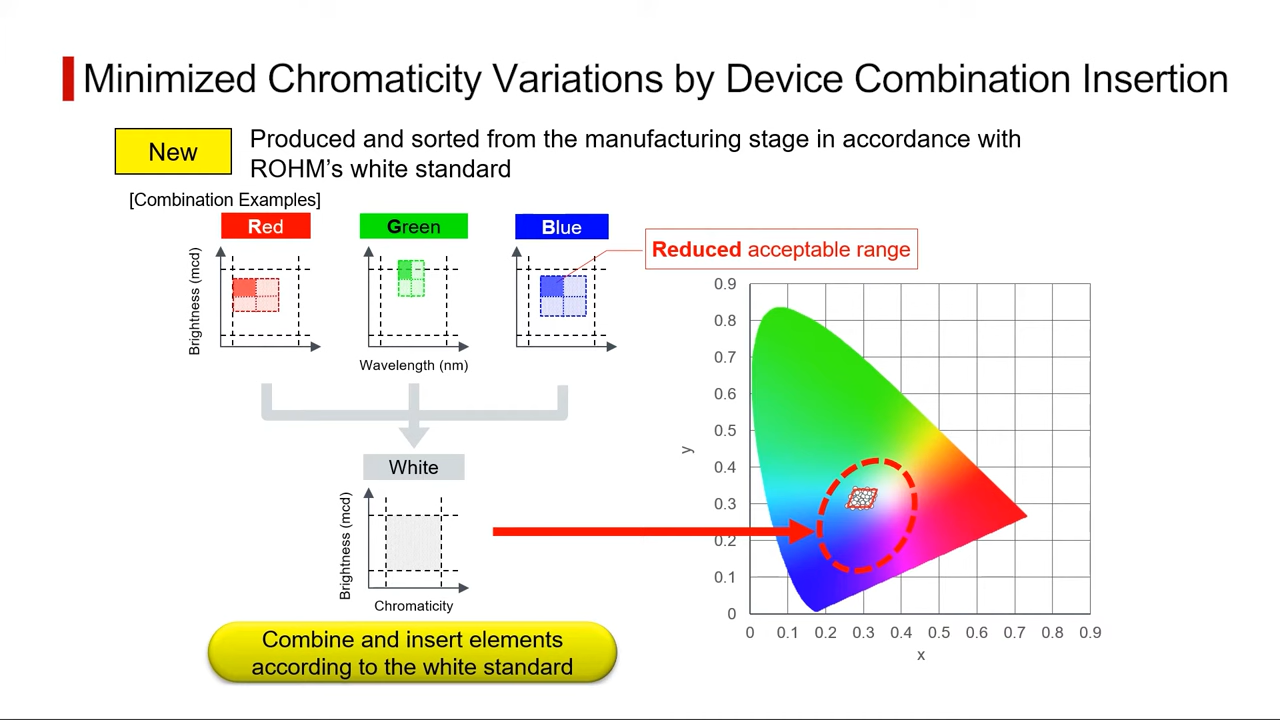 Minimized Chromaticity Variations by Device Combination Insertion
New
Produced and sorted from the manufacturing stage in accordance with
ROHM's white standard
[Combination Examples]
Red
Green
Blue
Reduced acceptable range
Brightness (mcd)
Wavelength (nm)
White
Brightness (mcd)
Chromaticity
Combine and insert elements
according to the white standard
0.9
0.8
0.7
0.6
0.5
0.4
0.3
0.2
0.1
0
y
0 0.1 0.2 0.3 0.4 0.5 0.6 0.7 0.8 0.9
x